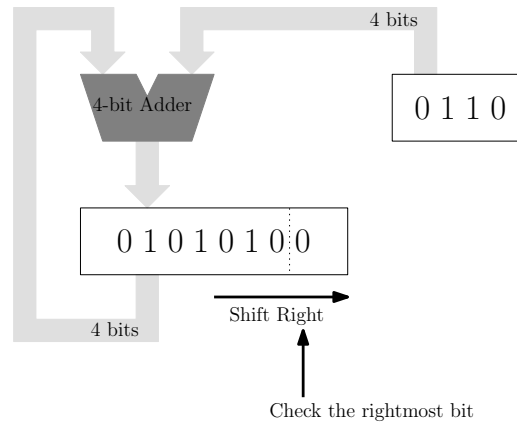 4 bits
4-bit Adder
0 1 1 0
0 1 0 1 0 1 0 0
4 bits
Shift Right
Check the rightmost bit